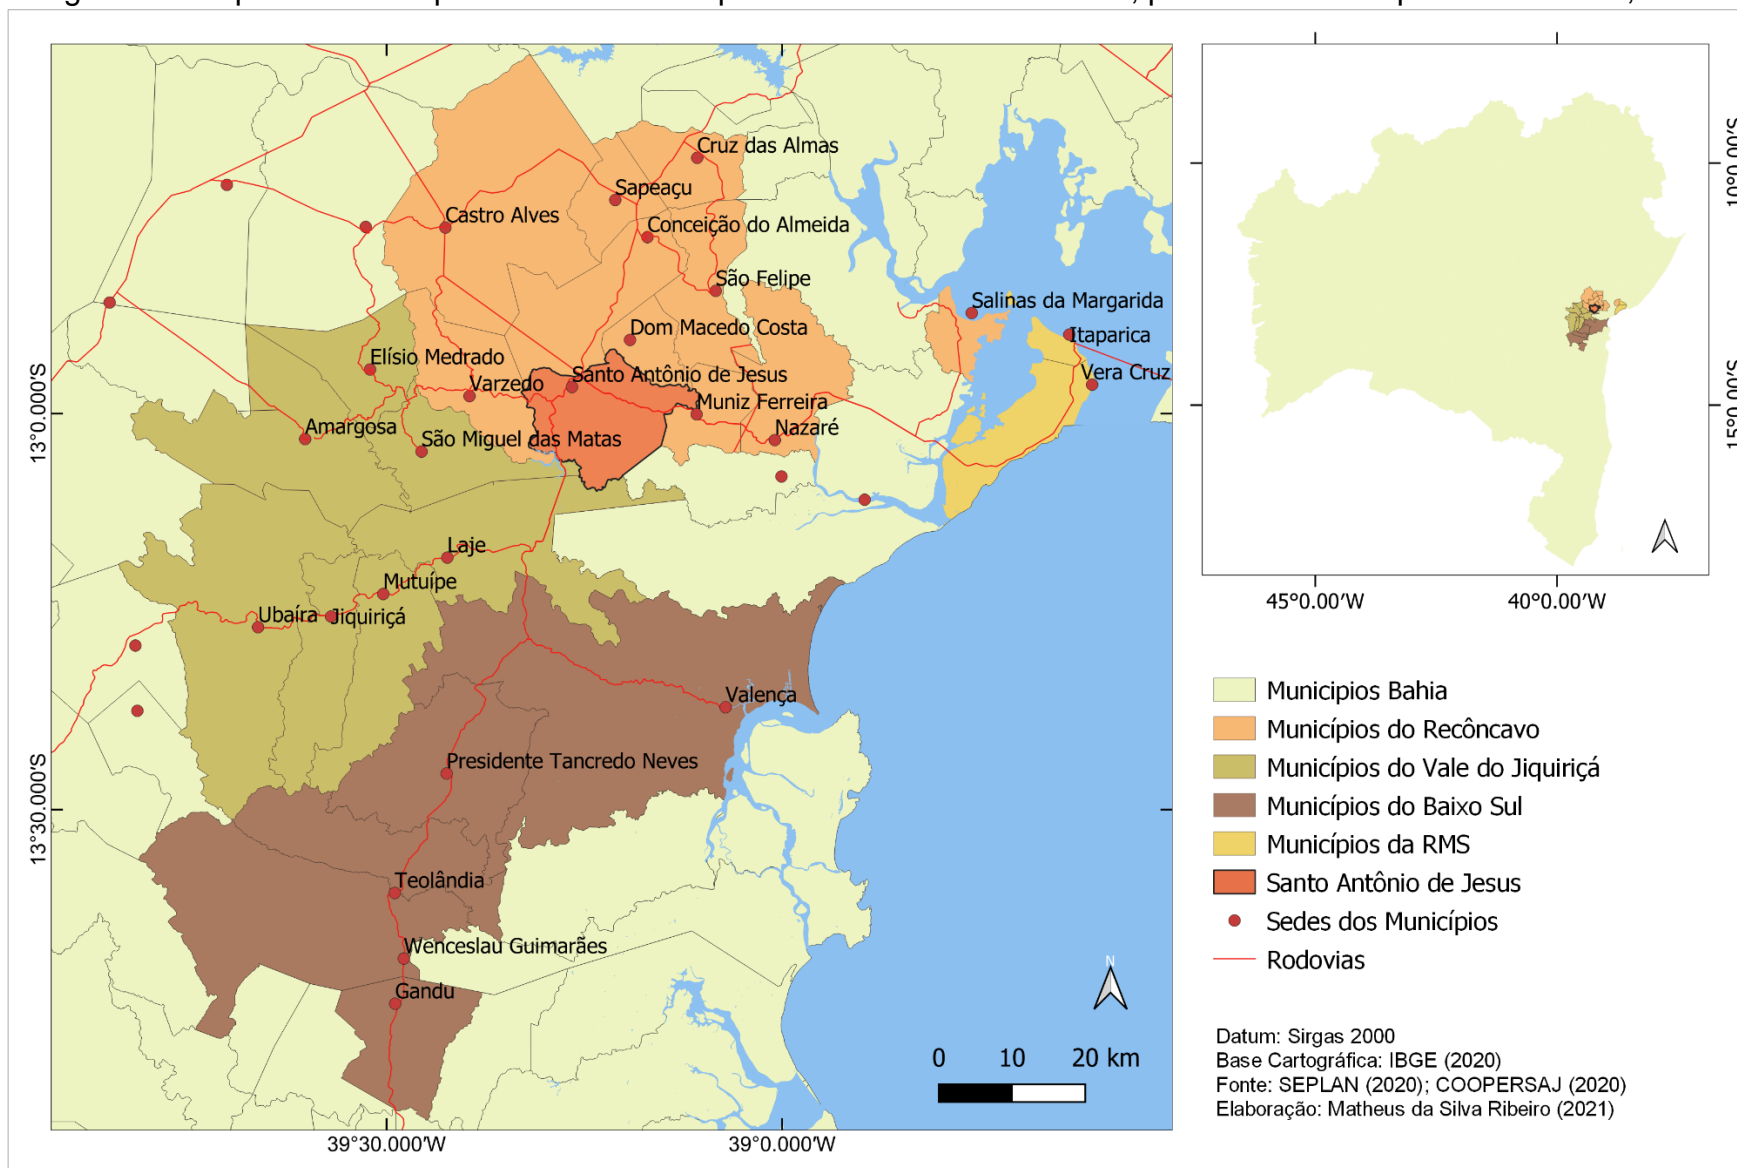 Cruz das Almas
Sapeaçu
Castro Alves
Conceição do Almeida
São Felipe
Salinas da Margarida
Dom Macedo Costa
Itaparica
Elísio Medrado
Santo Antônio de Jesus
Vera Cruz
Varzedo
Muniz Ferreira
Amargosa
Nazaré
São Miguel das Matas
Laje
Mutuípe
Ubaíra
Jiquiriçá
Valença
Presidente Tancredo Neves
Teolândia
Wenceslau Guimarães
Gandu
N
0 10 20 km
13°0.000'S
13°30.000'S
39°30.000'W
39°0.000'W
10°0.00'S
15°0.00'S
45°0.00'W
40°0.00'W
Municipios Bahia
Municípios do Recôncavo
Municípios do Vale do Jiquiriçá
Municípios do Baixo Sul
Municípios da RMS
Santo Antônio de Jesus
Sedes dos Municípios
Rodovias
Datum: Sirgas 2000
Base Cartográfica: IBGE (2020)
Fonte: SEPLAN (2020); COOPERSAJ (2020)
Elaboração: Matheus da Silva Ribeiro (2021)